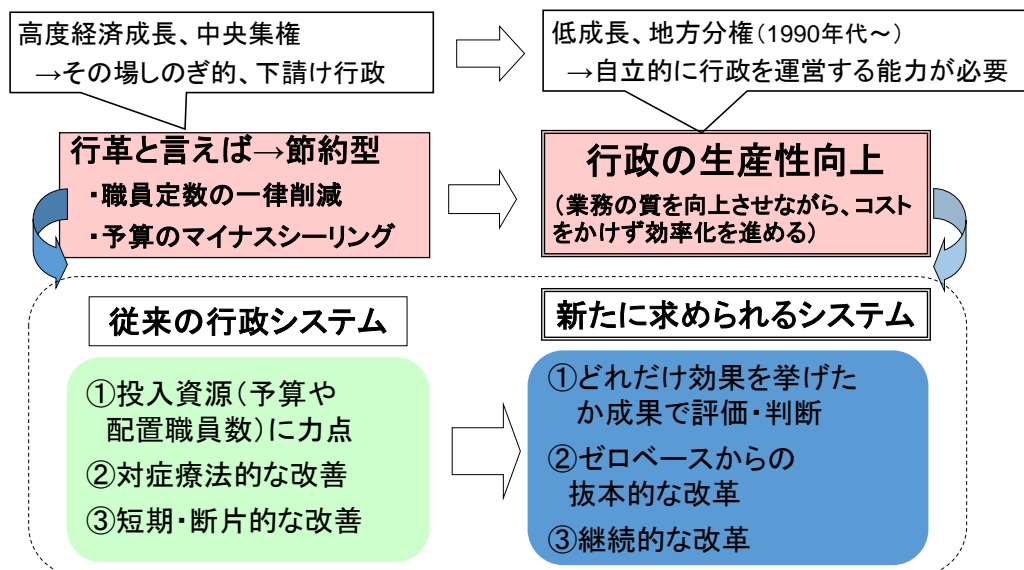 高度経済成長、中央集権
→その場しのぎ的、下請け行政
低成長、地方分権(1990年代～)
→自立的に行政を運営する能力が必要
行革と言えば→節約型
・職員定数の一律削減
・予算のマイナスシーリング
行政の生産性向上
(業務の質を向上させながら、コスト
をかけず効率化を進める)
従来の行政システム
新たに求められるシステム
①投入資源(予算や
配置職員数)に力点
②対症療法的な改善
③短期・断片的な改善
①どれだけ効果を挙げた
か成果で評価・判断
②ゼロベースからの
抜本的な改革
③継続的な改革